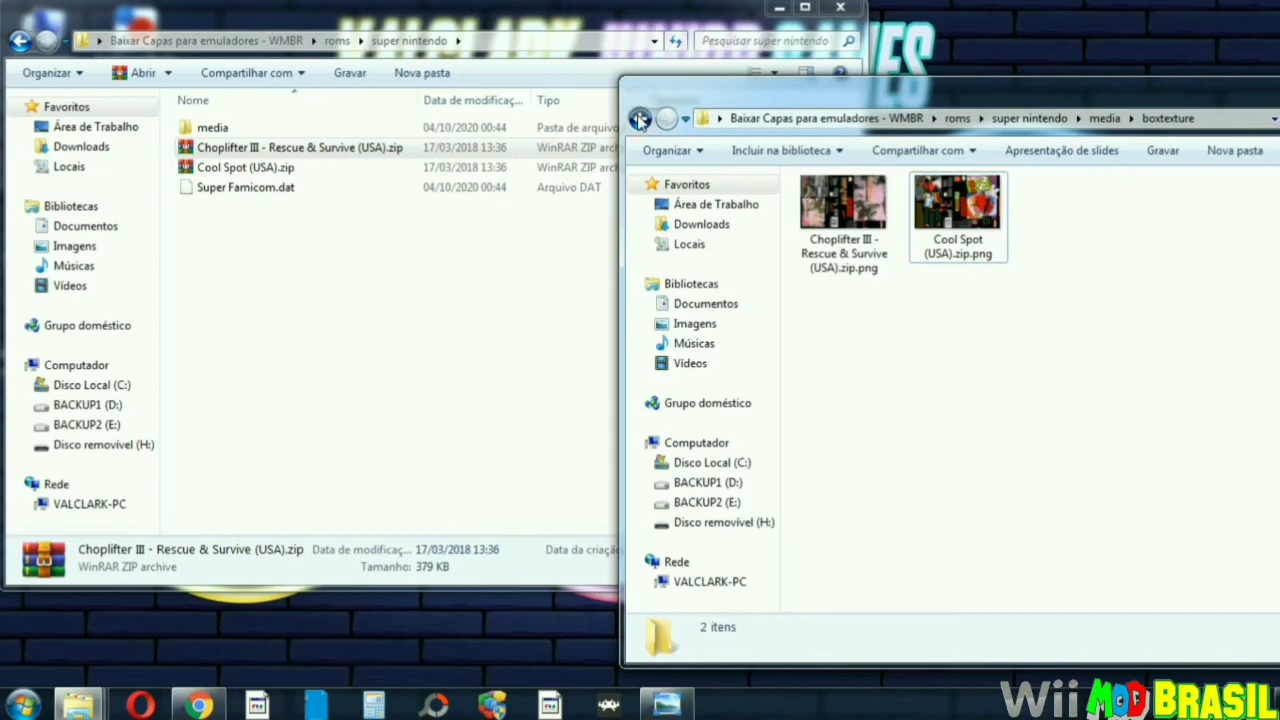 Baixar Capas para emuladores - WMBR roms super nintendo
Pesquisar super nintendo
Organizar Abrir Compartilhar com Gravar Nova pasta
Nome Data de modificaç... Tipo
Favoritos
Área de Trabalho
Downloads
Locais
Bibliotecas
Documentos
Imagens
Músicas
Vídeos
Grupo doméstico
Computador
Disco Local (C:)
BACKUP1 (D:)
BACKUP2 (E:)
Disco removível (H:)
Rede
VALCLARK-PC
media 04/10/2020 00:44 Pasta de arquivo
Choplifter III - Rescue & Survive (USA).zip 17/03/2018 13:36 WinRAR ZIP arch
Cool Spot (USA).zip 17/03/2018 13:36 WinRAR ZIP arch
Super Famicom.dat 04/10/2020 00:44 Arquivo DAT
Choplifter III - Rescue & Survive (USA).zip Data de modificaç... 17/03/2018 13:36 Data da criação
WinRAR ZIP archive Tamanho: 379 KB
Baixar Capas para emuladores - WMBR roms super nintendo media boxtexture
Organizar Incluir na biblioteca Compartilhar com Apresentação de slides Gravar Nova pasta
Favoritos
Área de Trabalho
Downloads
Locais
Bibliotecas
Documentos
Imagens
Músicas
Vídeos
Grupo doméstico
Computador
Disco Local (C:)
BACKUP1 (D:)
BACKUP2 (E:)
Disco removível (H:)
Rede
VALCLARK-PC
Choplifter III -
Rescue & Survive
(USA).zip.png
Cool Spot
(USA).zip.png
2 itens
Wii MOD BRASIL